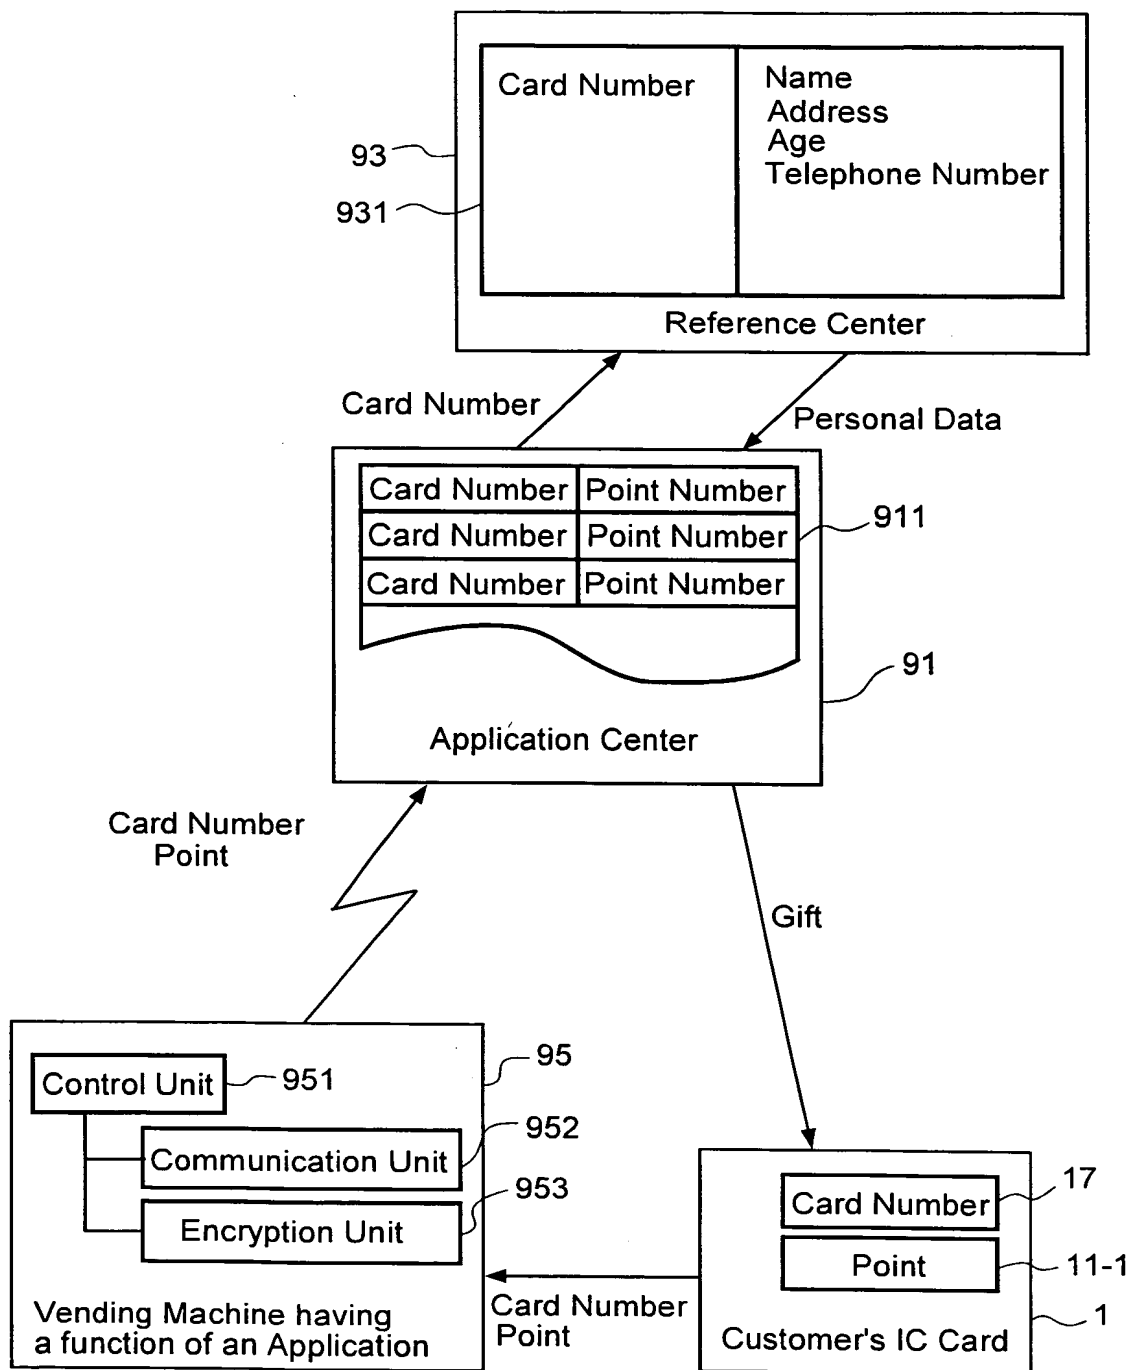 Card Number
Name
Address
Age
Telephone Number
93
931
Reference Center
Card Number
Personal Data
Card Number Point Number
Card Number Point Number
Card Number Point Number
911
91
Application Center
Card Number
Point
Gift
95
Control Unit
951
Communication Unit
952
Encryption Unit
953
Vending Machine having
a function of an Application
Card Number
Point
Card Number
17
Point
11-1
1
Customer's IC Card